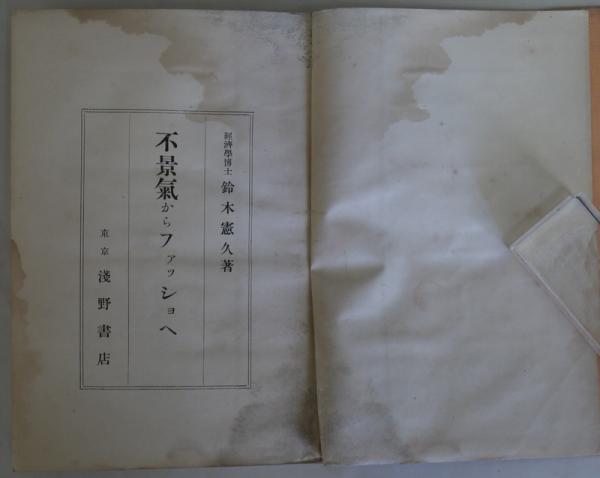 經濟學博士 鈴木憲久著
不景氣からファッショへ
東京 淺野書店